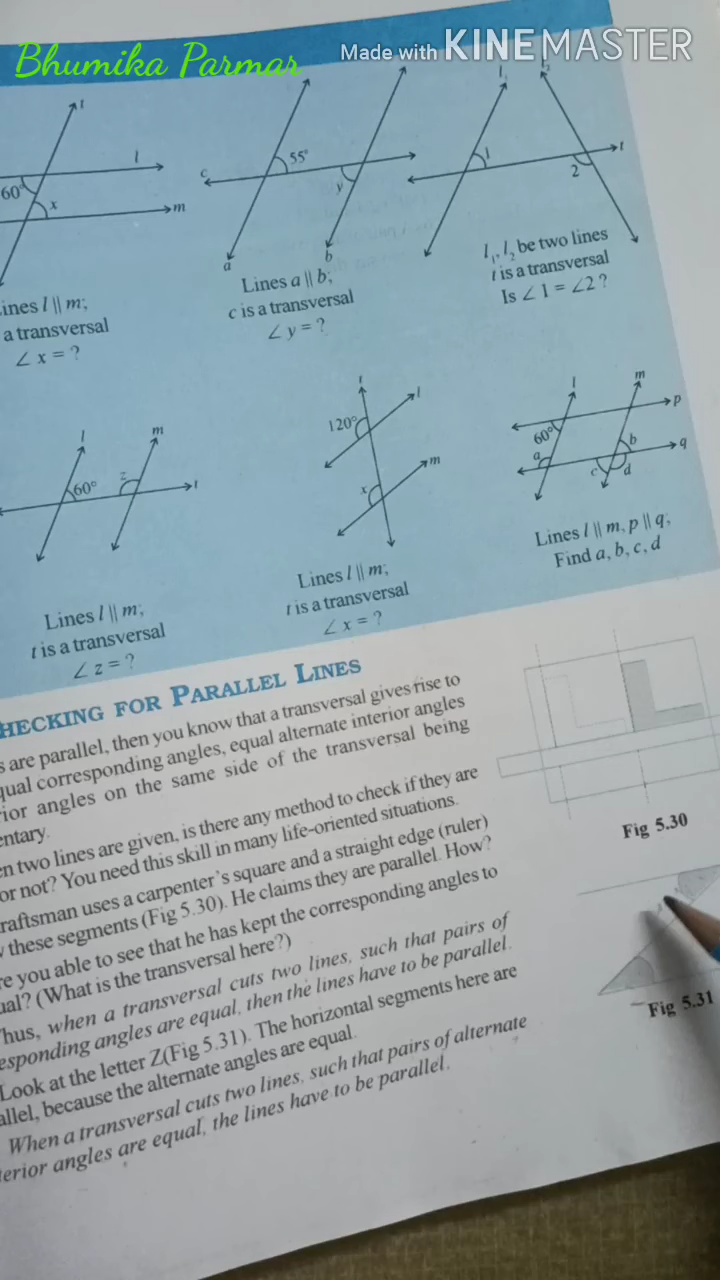 Bhumika Parmar
Made with KINEMASTER
t
l
60°
x
m
lines l || m;
a transversal
∠ x = ?
c
55°
y
a
b
Lines a || b;
c is a transversal
∠ y = ?
l₁
l₂
1
t
2
l₁, l₂ be two lines
t is a transversal
Is ∠ 1 = ∠2 ?
l
m
60°
z
t
Lines l || m;
t is a transversal
∠ z = ?
t
l
120°
x
m
Lines l || m;
t is a transversal
∠ x = ?
l
m
p
60°
a
b
q
c
d
Lines l || m, p || q;
Find a, b, c, d
HECKING FOR PARALLEL LINES
s are parallel, then you know that a transversal gives rise to
qual corresponding angles, equal alternate interior angles
rior angles on the same side of the transversal being
entary.
en two lines are given, is there any method to check if they are
or not? You need this skill in many life-oriented situations.
raftsman uses a carpenter's square and a straight edge (ruler)
these segments (Fig 5.30). He claims they are parallel. How?
re you able to see that he has kept the corresponding angles to
ual? (What is the transversal here?)
Thus, when a transversal cuts two lines, such that pairs of
esponding angles are equal, then the lines have to be parallel.
Look at the letter Z(Fig 5.31). The horizontal segments here are
allel, because the alternate angles are equal.
When a transversal cuts two lines, such that pairs of alternate
terior angles are equal, the lines have to be parallel.
Fig 5.30
Fig 5.31